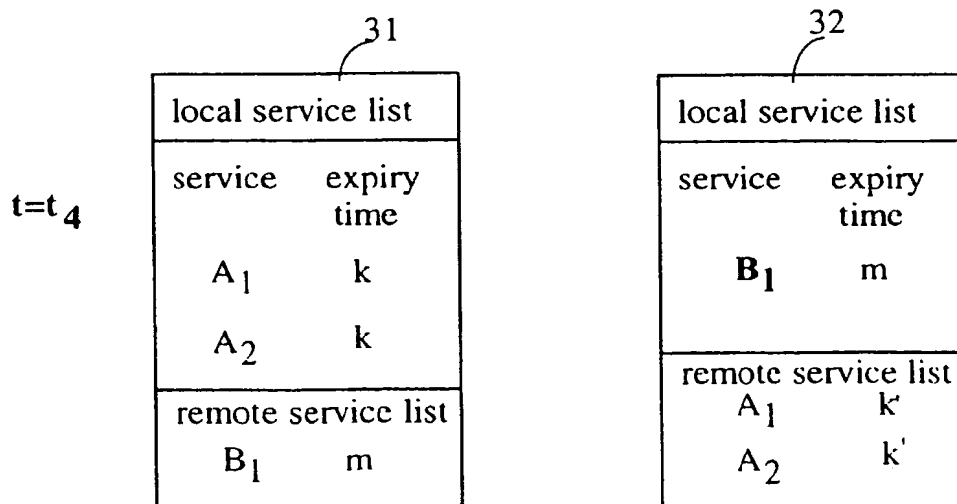 31
local service list
service expiry
time
A1 k
A2 k
remote service list
B1 m
t=t4
32
local service list
service expiry
time
B1 m
remote service list
A1 k'
A2 k'